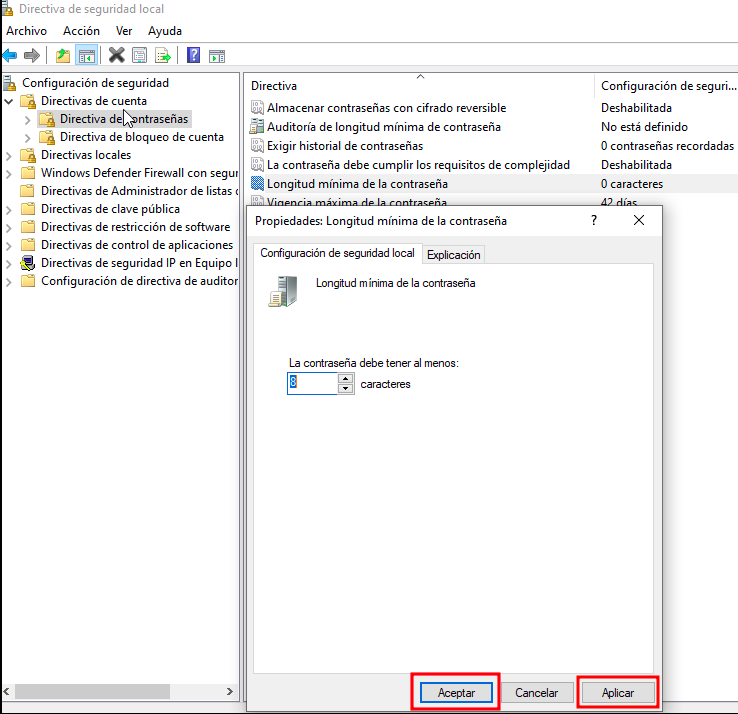 Directiva de seguridad local
Archivo Acción Ver Ayuda
Configuración de seguridad
Directivas de cuenta
Directiva de contraseñas
Directiva de bloqueo de cuenta
Directivas locales
Windows Defender Firewall con segur
Directivas de Administrador de listas d
Directivas de clave pública
Directivas de restricción de software
Directivas de control de aplicaciones
Directivas de seguridad IP en Equipo l
Configuración de directiva de auditor
Directiva Configuración de seguri...
Almacenar contraseñas con cifrado reversible Deshabilitada
Auditoría de longitud mínima de contraseña No está definido
Exigir historial de contraseñas 0 contraseñas recordadas
La contraseña debe cumplir los requisitos de complejidad Deshabilitada
Longitud mínima de la contraseña 0 caracteres
Vigencia máxima de la contraseña 42 días
Propiedades: Longitud mínima de la contraseña ?
Configuración de seguridad local Explicación
Longitud mínima de la contraseña
La contraseña debe tener al menos:
8 caracteres
Aceptar Cancelar Aplicar